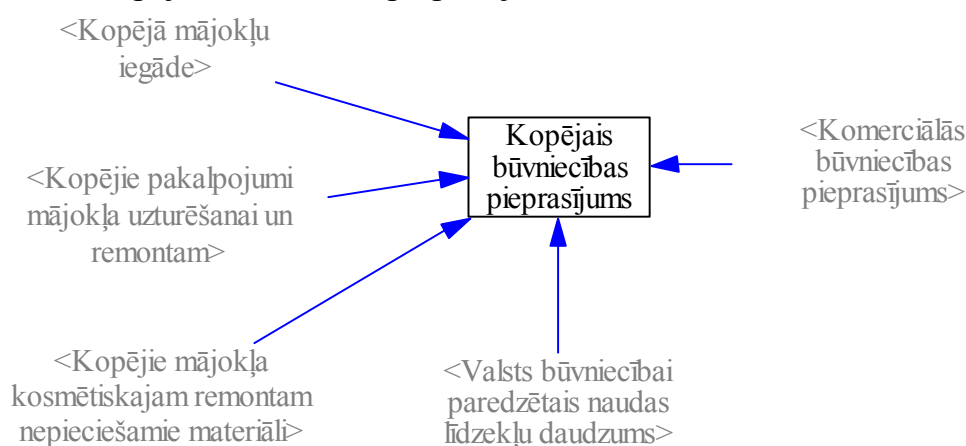 <Kopējā mājokļu
iegāde>
Kopējais
būvniecības
pieprasījums
<Komerciālās
būvniecības
pieprasījums>
<Kopējie pakalpojumi
mājokļa uzturēšanai un
remontam>
<Kopējie mājokļa
kosmētiskajam remontam
nepieciešamie materiāli>
<Valsts būvniecībai
paredzētais naudas
līdzekļu daudzums>